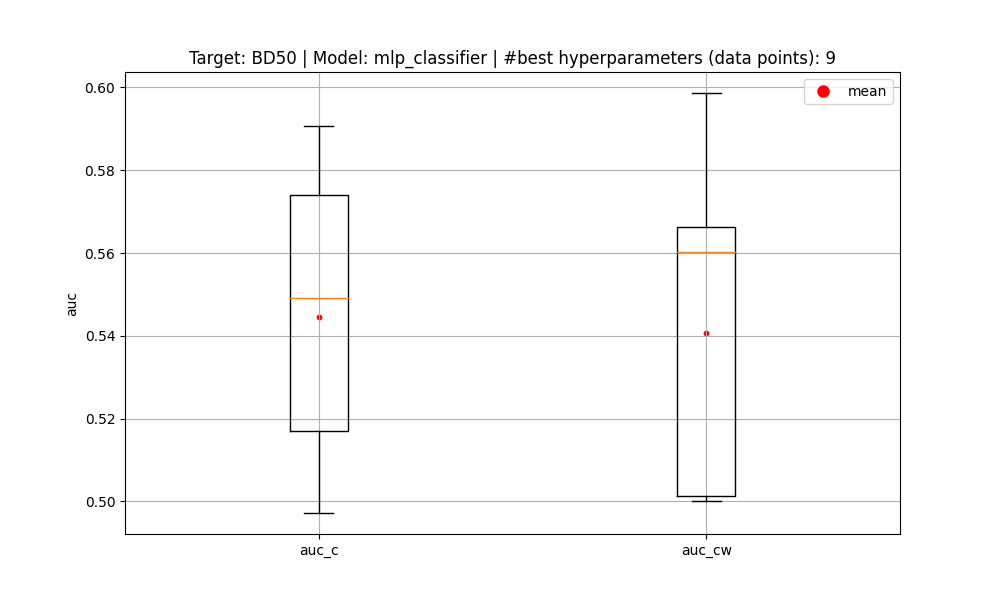 Target: BD50 | Model: mlp_classifier | #best hyperparameters (data points): 9
mean
0.60
0.58
0.56
0.54
0.52
0.50
auc
auc_c
auc_cw